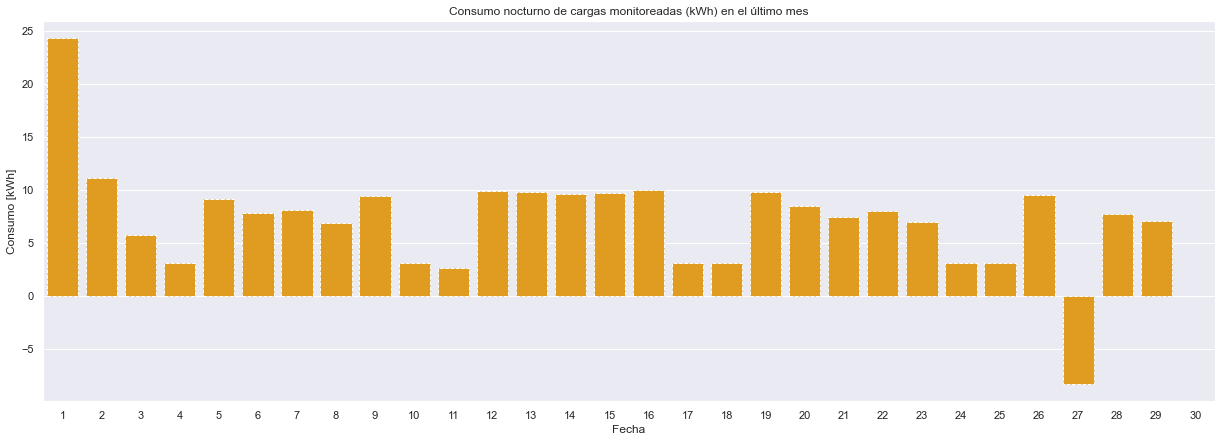 Consumo nocturno de cargas monitoreadas (kWh) en el último mes
Consumo [kWh]
25
20
15
10
5
0
−5
1 2 3 4 5 6 7 8 9 10 11 12 13 14 15 16 17 18 19 20 21 22 23 24 25 26 27 28 29 30
Fecha